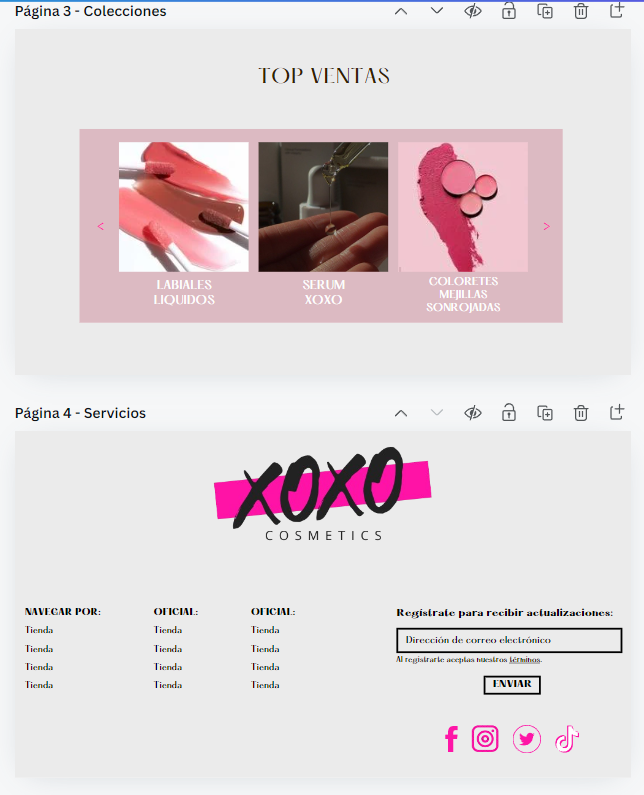 Página 3 - Colecciones
TOP VENTAS
<
>
LABIALES
LIQUIDOS
SERUM
XOXO
COLORETES
MEJILLAS
SONROJADAS
Página 4 - Servicios
XOXO
COSMETICS
NAVEGAR POR:
Tienda
Tienda
Tienda
Tienda
OFICIAL:
Tienda
Tienda
Tienda
Tienda
OFICIAL:
Tienda
Tienda
Tienda
Tienda
Regístrate para recibir actualizaciones:
Dirección de correo electrónico
Al registrarte aceptas nuestros términos.
ENVIAR